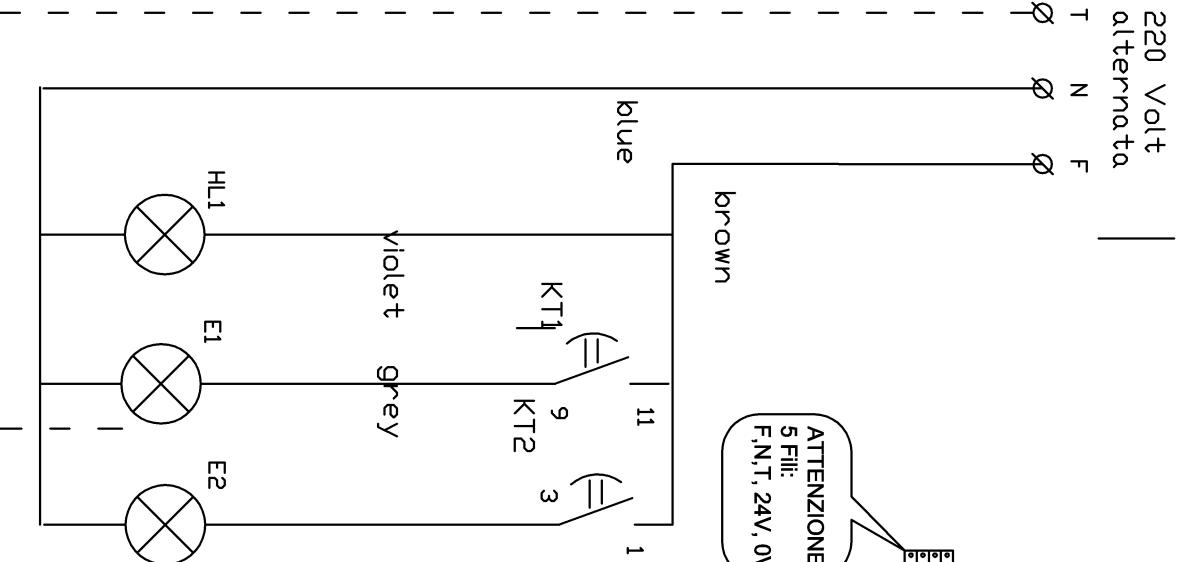 220 Volt
alternata
T
N
F
blue
brown
HL1
violet
KT1
E1
grey
9
11
KT2
E2
3
1
ATTENZIONE
5 Fili:
F,N,T, 24V, 0V